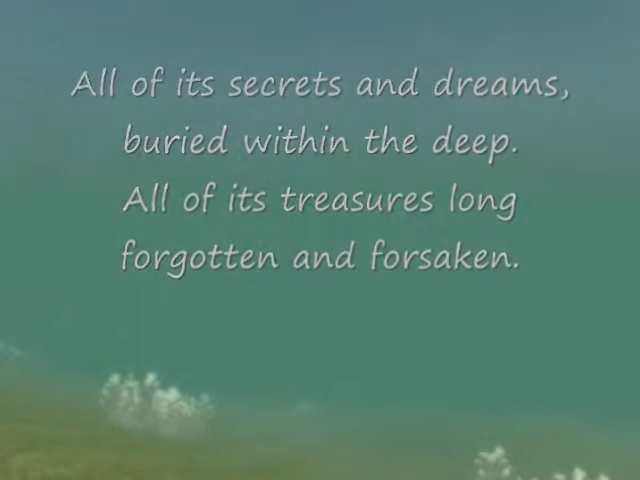 All of its secrets and dreams,
buried within the deep.
All of its treasures long
forgotten and forsaken.